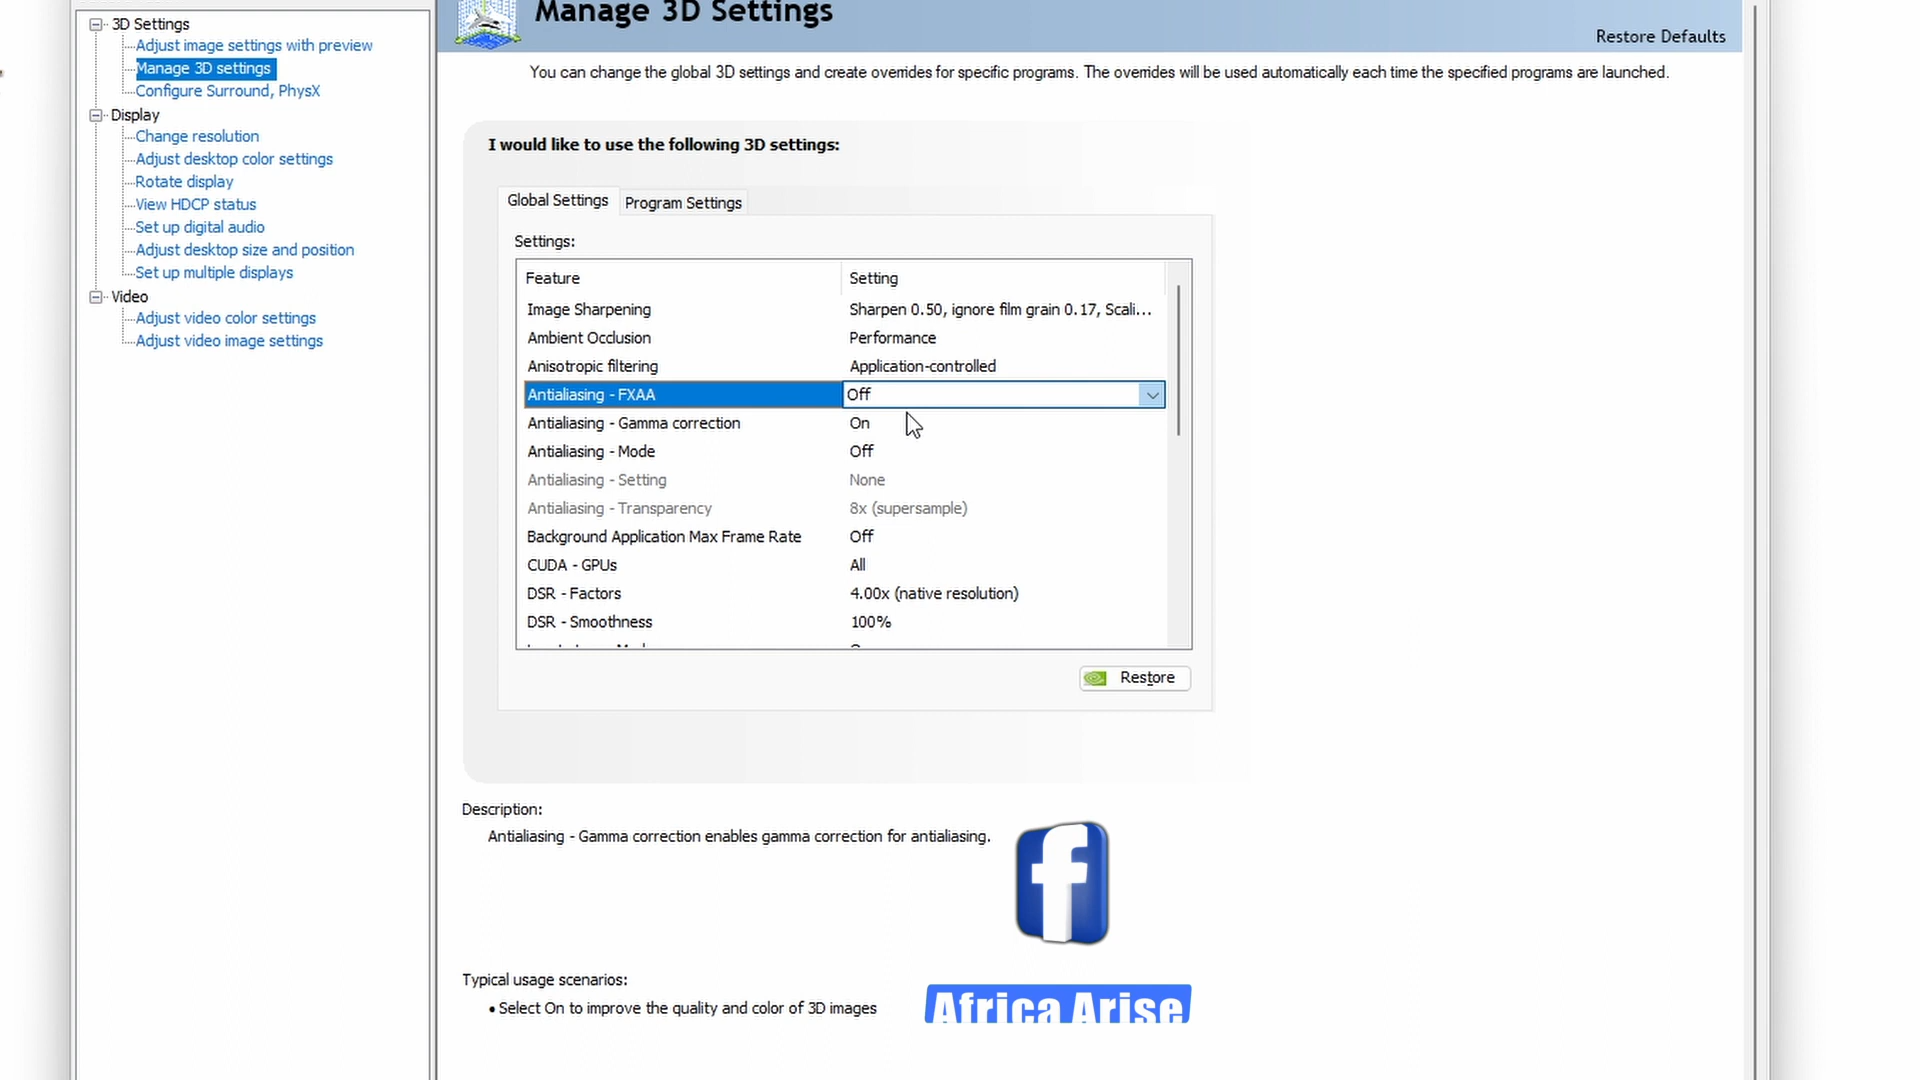 Manage 3D Settings
Restore Defaults
3D Settings
Adjust image settings with preview
Manage 3D settings
Configure Surround, PhysX
Display
Change resolution
Adjust desktop color settings
Rotate display
View HDCP status
Set up digital audio
Adjust desktop size and position
Set up multiple displays
Video
Adjust video color settings
Adjust video image settings
You can change the global 3D settings and create overrides for specific programs. The overrides will be used automatically each time the specified programs are launched.
I would like to use the following 3D settings:
Global Settings
Program Settings
Settings:
Feature Setting
Image Sharpening Sharpen 0.50, ignore film grain 0.17, Scali...
Ambient Occlusion Performance
Anisotropic filtering Application-controlled
Antialiasing - FXAA Off
Antialiasing - Gamma correction On
Antialiasing - Mode Off
Antialiasing - Setting None
Antialiasing - Transparency 8x (supersample)
Background Application Max Frame Rate Off
CUDA - GPUs All
DSR - Factors 4.00x (native resolution)
DSR - Smoothness 100%
Restore
Description:
Antialiasing - Gamma correction enables gamma correction for antialiasing.
f
Typical usage scenarios:
• Select On to improve the quality and color of 3D images
Africa Arise